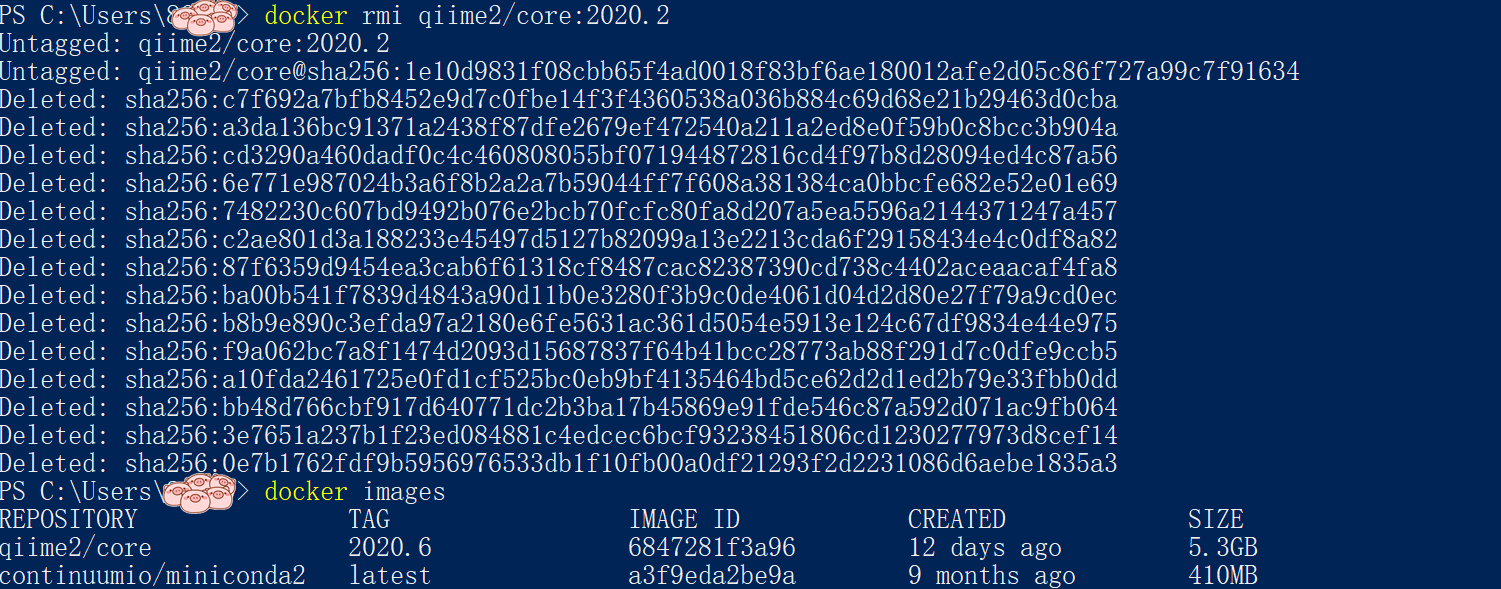 PS C:\Users\8> docker rmi qiime2/core:2020.2
Untagged: qiime2/core:2020.2
Untagged: qiime2/core@sha256:1e10d9831f08cbb65f4ad0018f83bf6ae180012afe2d05c86f727a99c7f91634
Deleted: sha256:c7f692a7bfb8452e9d7c0fbe14f3f4360538a036b884c69d68e21b29463d0cba
Deleted: sha256:a3da136bc91371a2438f87dfe2679ef472540a211a2ed8e0f59b0c8bcc3b904a
Deleted: sha256:cd3290a460dadf0c4c460808055bf071944872816cd4f97b8d28094ed4c87a56
Deleted: sha256:6e771e987024b3a6f8b2a2a7b59044ff7f608a381384ca0bbcfe682e52e01e69
Deleted: sha256:7482230c607bd9492b076e2bcb70fcfc80fa8d207a5ea5596a2144371247a457
Deleted: sha256:c2ae801d3a188233e45497d5127b82099a13e2213cda6f29158434e4c0df8a82
Deleted: sha256:87f6359d9454ea3cab6f61318cf8487cac82387390cd738c4402aceaacaf4fa8
Deleted: sha256:ba00b541f7839d4843a90d11b0e3280f3b9c0de4061d04d2d80e27f79a9cd0ec
Deleted: sha256:b8b9e890c3efda97a2180e6fe5631ac361d5054e5913e124c67df9834e44e975
Deleted: sha256:f9a062bc7a8f1474d2093d15687837f64b41bcc28773ab88f291d7c0dfe9ccb5
Deleted: sha256:a10fda2461725e0fd1cf525bc0eb9bf4135464bd5ce62d2d1ed2b79e33fbb0dd
Deleted: sha256:bb48d766cbf917d640771dc2b3ba17b45869e91fde546c87a592d071ac9fb064
Deleted: sha256:3e7651a237b1f23ed084881c4edcec6bcf93238451806cd1230277973d8cef14
Deleted: sha256:0e7b1762fdf9b5956976533db1f10fb00a0df21293f2d2231086d6aebe1835a3
PS C:\Users\> docker images
REPOSITORY TAG IMAGE ID CREATED SIZE
qiime2/core 2020.6 6847281f3a96 12 days ago 5.3GB
continuumio/miniconda2 latest a3f9eda2be9a 9 months ago 410MB